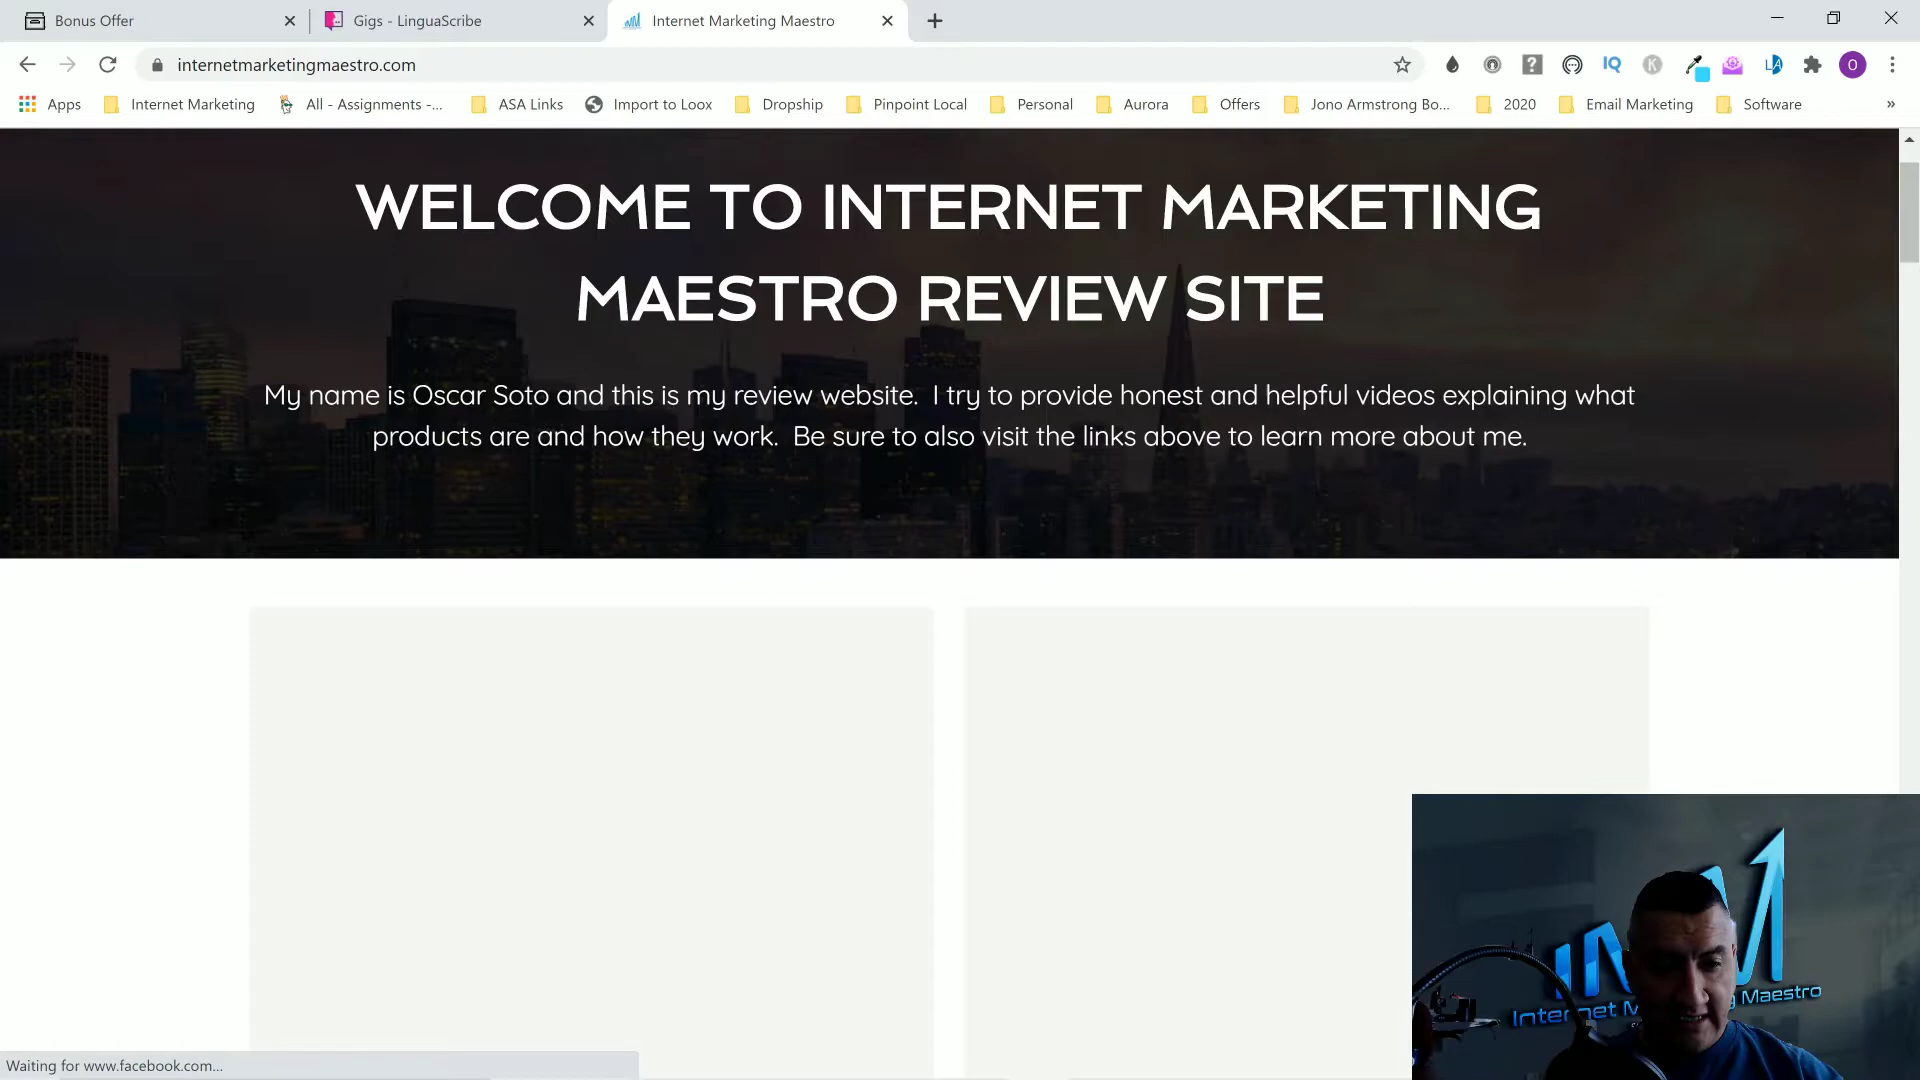 Bonus Offer
Gigs - LinguaScribe
Internet Marketing Maestro
internetmarketingmaestro.com
IQ
K
O
Apps
Internet Marketing
All - Assignments -...
ASA Links
Import to Loox
Dropship
Pinpoint Local
Personal
Aurora
Offers
Jono Armstrong Bo...
2020
Email Marketing
Software
»
WELCOME TO INTERNET MARKETING
MAESTRO REVIEW SITE
My name is Oscar Soto and this is my review website. I try to provide honest and helpful videos explaining what
products are and how they work. Be sure to also visit the links above to learn more about me.
Maestro
Waiting for www.facebook.com...